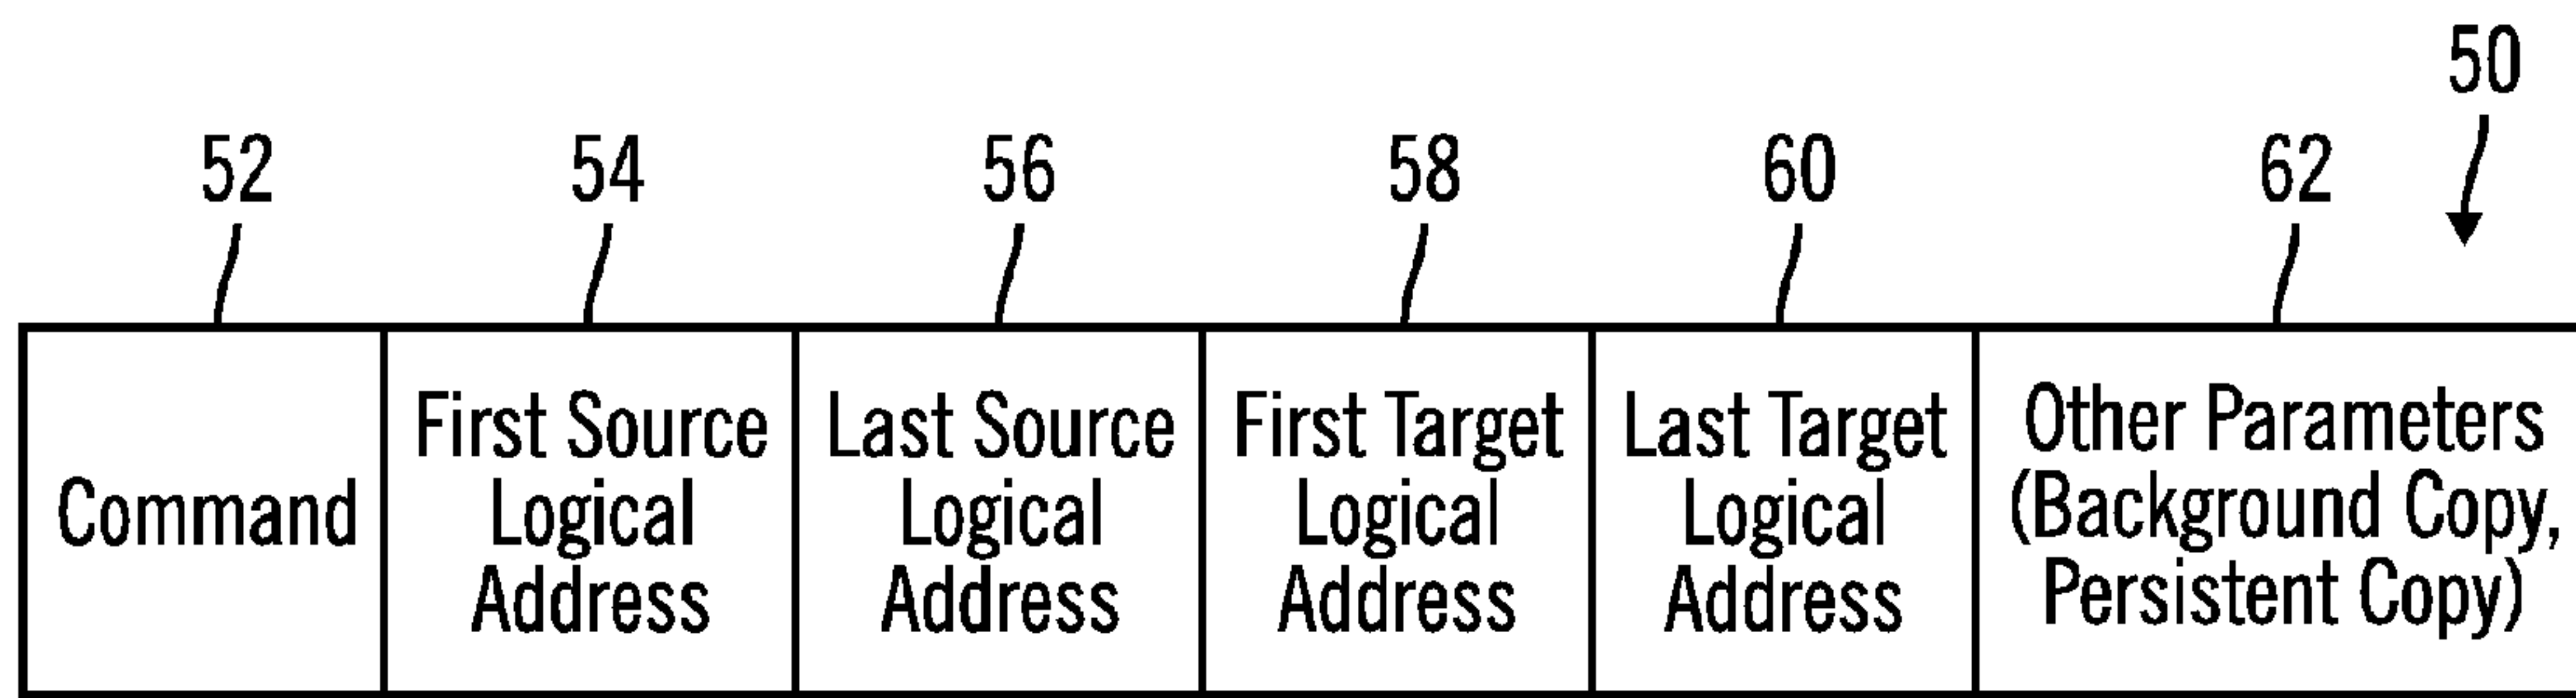 50
52 54 56 58 60 62
Command
First Source
Logical
Address
Last Source
Logical
Address
First Target
Logical
Address
Last Target
Logical
Address
Other Parameters
(Background Copy,
Persistent Copy)